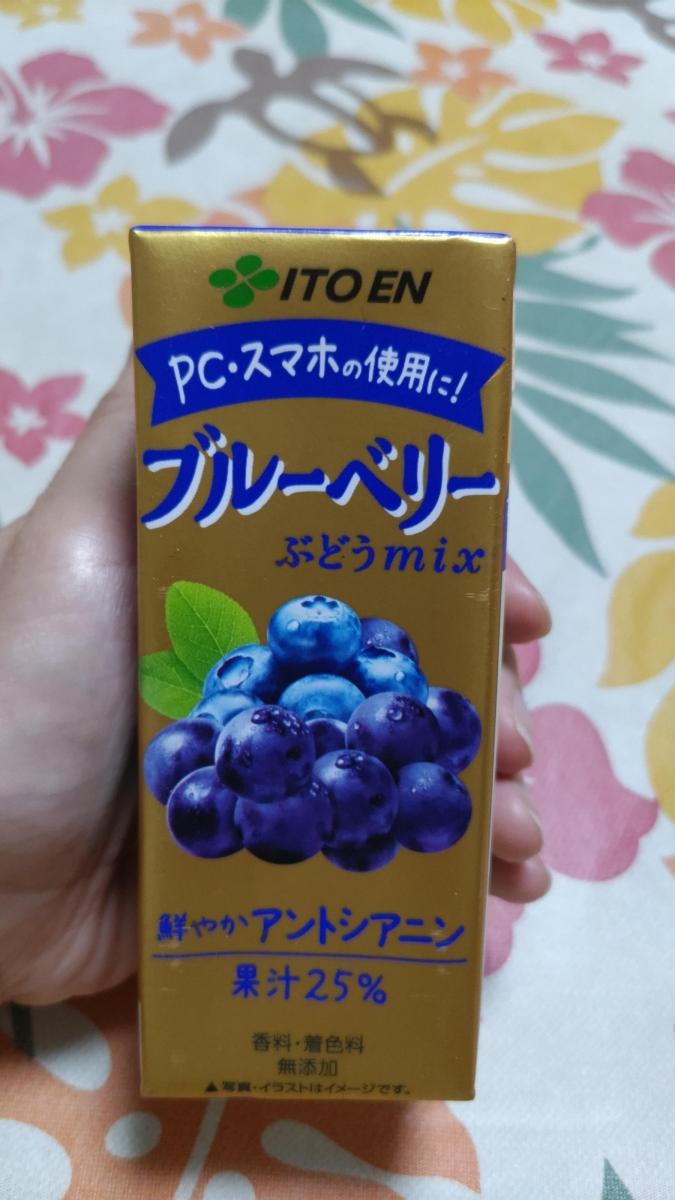 ITO EN
PC・スマホの使用に!
ブルーベリー
ぶどうmix
鮮やかアントシアニン
果汁25%
香料・着色料
無添加
▲写真・イラストはイメージです。